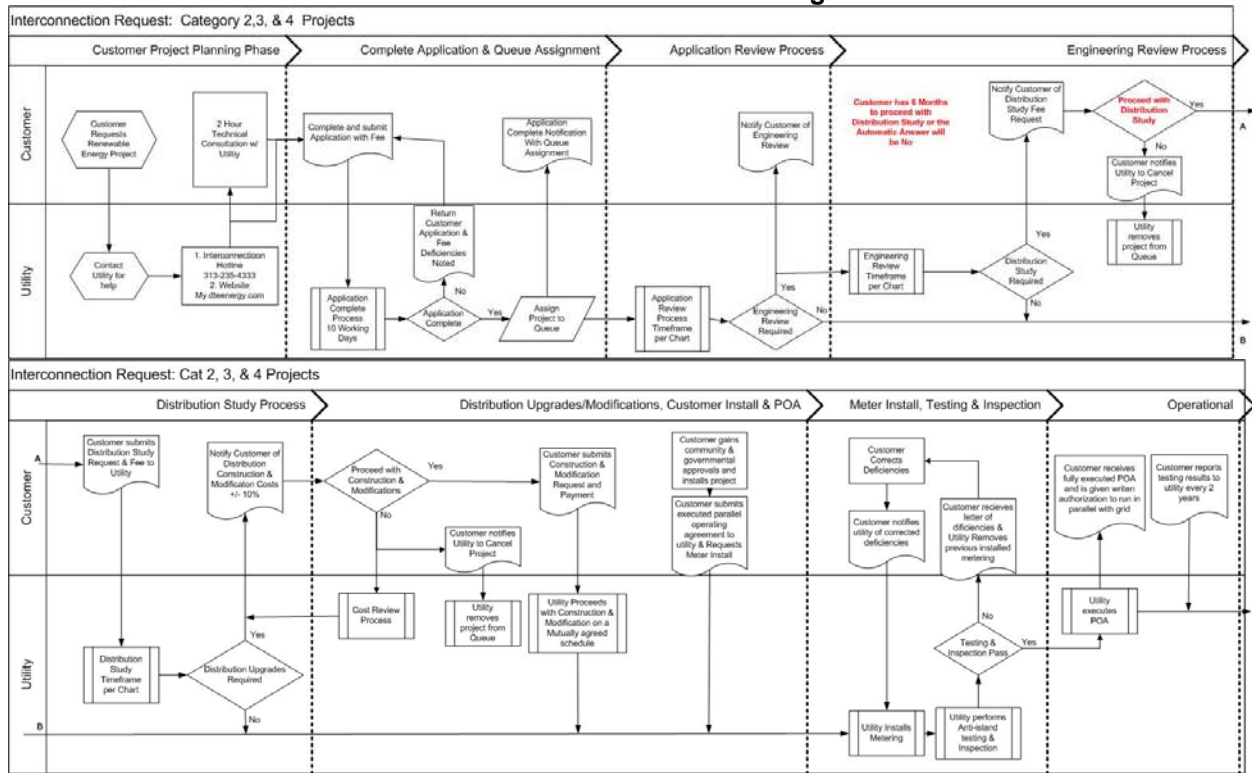 Interconnection Request: Category 2,3, & 4 Projects
Customer Project Planning Phase
Complete Application & Queue Assignment
Application Review Process
Engineering Review Process
Customer
Customer
Requests
Renewable
Energy Project
2 Hour
Technical
Consultation w/
Utility
Complete and submit
Application with Fee
Application
Complete Notification
With Queue
Assignment
Notify Customer of
Engineering
Review
Customer has 6 Months
to proceed with
Distribution Study or the
Automatic Answer will
be No
Notify Customer of
Distribution
Study Fee
Request
Proceed with
Distribution
Study
Yes
A
No
Customer notifies
Utility to Cancel
Project
Utility
Contact
Utility for
help
1. Interconnectioon
Hotline
313-235-4333
2. Website
My.dteenergy.com
Return
Customer
Application &
Fee
Deficiencies
Noted
No
Application
Complete
Process
10 Working
Days
Application
Complete
Yes
Assign
Project to
Queue
Application
Review
Process
Timeframe
per Chart
Yes
Engineering
Review
Required
No
Engineering
Review
Timeframe
per Chart
Yes
Distribution
Study
Required
No
Utility
removes
project from
Queue
B
Interconnection Request: Cat 2, 3, & 4 Projects
Distribution Study Process
Distribution Upgrades/Modifications, Customer Install & POA
Meter Install, Testing & Inspection
Operational
Customer
A
Customer submits
Distribution Study
Request & Fee to
Utility
Notify Customer of
Distribution
Construction &
Modificaton Costs
+/- 10%
Proceed with
Construction &
Modifications
Yes
No
Customer notifies
Utility to Cancel
Project
Customer submits
Construction &
Modification
Request and
Payment
Customer gains
community &
governmental
approvals and
installs project
Customer submits
executed parallel
operating
agreement to
utility & Requests
Meter Install
Customer
Corrects
Deficiencies
Customer notifies
utility of corrected
deficiencies
Customer recieves
letter of
dificiencies &
Utility Removes
previous installed
metering
Customer receives
fully executed POA
and is given writen
authorization to run in
parallel with grid
Customer reports
testing results to
utility every 2
years
Utility
Distribution
Study
Timeframe
per Chart
Yes
Distribution Upgrades
Required
No
Cost Review
Process
Utility
removes
project from
Queue
Utility Proceeds
with Construction &
Modification on a
Mutually agreed
schedule
No
Testing &
Inspection Pass
Yes
Utility
executes
POA
B
Utility Installs
Metering
Utility performs
Anti-island
testing &
Inspection